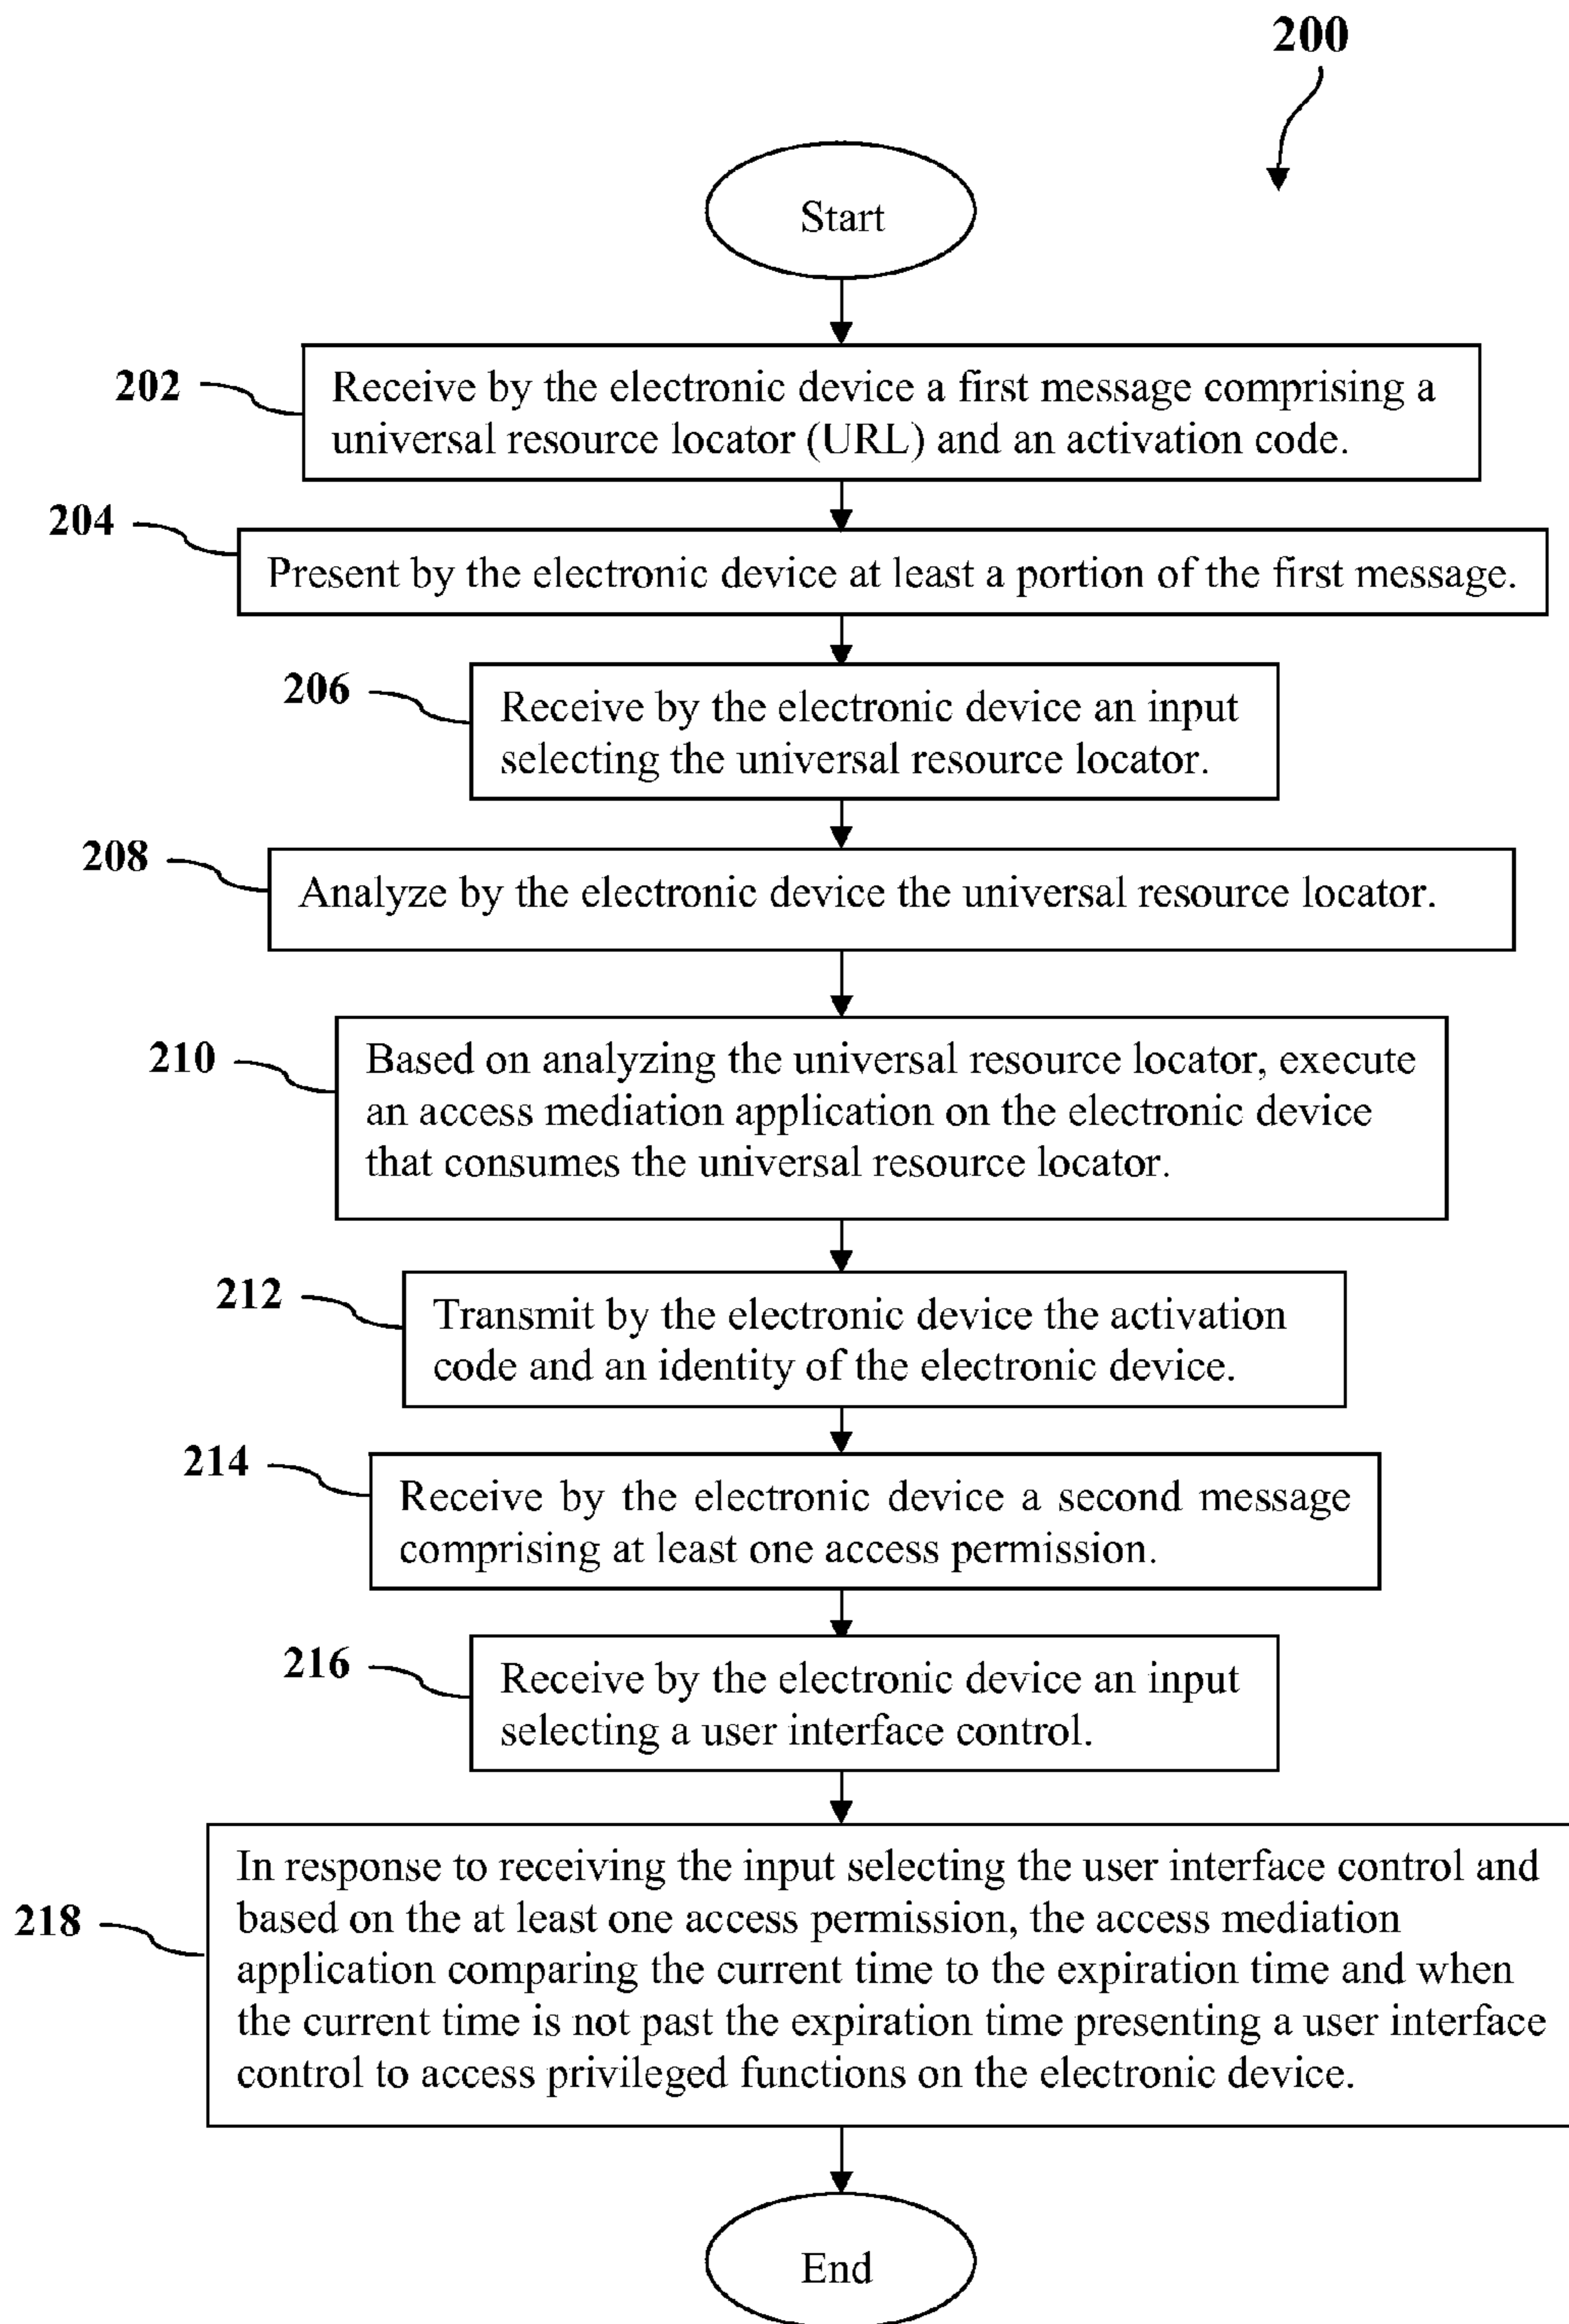 200
Start
202
Receive by the electronic device a first message comprising a
universal resource locator (URL) and an activation code.
204
Present by the electronic device at least a portion of the first message.
206
Receive by the electronic device an input
selecting the universal resource locator.
208
Analyze by the electronic device the universal resource locator.
210
Based on analyzing the universal resource locator, execute
an access mediation application on the electronic device
that consumes the universal resource locator.
212
Transmit by the electronic device the activation
code and an identity of the electronic device.
214
Receive by the electronic device a second message
comprising at least one access permission.
216
Receive by the electronic device an input
selecting a user interface control.
218
In response to receiving the input selecting the user interface control and
based on the at least one access permission, the access mediation
application comparing the current time to the expiration time and when
the current time is not past the expiration time presenting a user interface
control to access privileged functions on the electronic device.
End